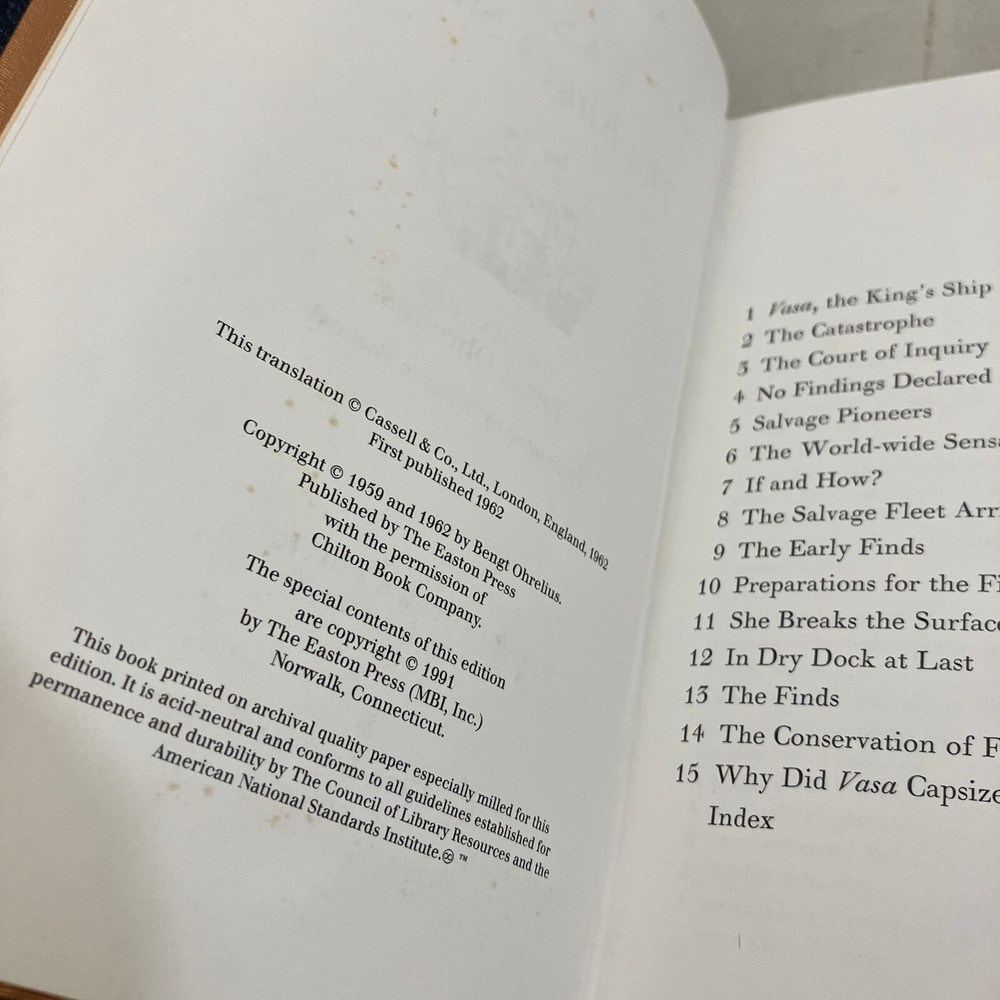 This translation © Cassell & Co., Ltd., London, England, 1962
First published 1962
Copyright © 1959 and 1962 by Bengt Ohrelius.
Published by The Easton Press
with the permission of
Chilton Book Company.
The special contents of this edition
are copyright © 1991
by The Easton Press (MBI, Inc.)
Norwalk, Connecticut.
This book printed on archival quality paper especially milled for this
edition. It is acid-neutral and conforms to all guidelines established for
permanence and durability by The Council of Library Resources and the
American National Standards Institute.♾ ™
1 Vasa, the King's Ship
2 The Catastrophe
3 The Court of Inquiry
4 No Findings Declared
5 Salvage Pioneers
6 The World-wide
7 If and How?
8 The Salvage Fleet
9 The Early Finds
10 Preparations for the
11 She Breaks the
12 In Dry Dock at Last
13 The Finds
14 The Conservation of
15 Why Did Vasa
Index